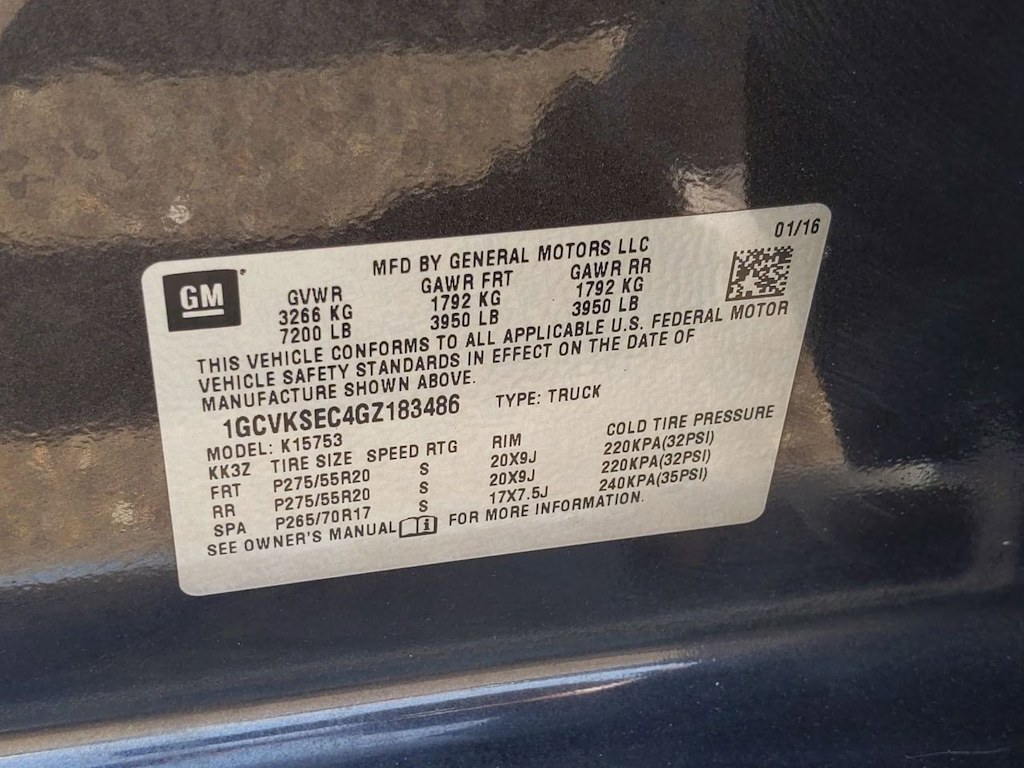 01/16
MFD BY GENERAL MOTORS LLC
GM
GVWR GAWR FRT GAWR RR
3266 KG 1792 KG 1792 KG
7200 LB 3950 LB 3950 LB
THIS VEHICLE CONFORMS TO ALL APPLICABLE U.S. FEDERAL MOTOR
VEHICLE SAFETY STANDARDS IN EFFECT ON THE DATE OF
MANUFACTURE SHOWN ABOVE.
1GCVKSEC4GZ183486 TYPE: TRUCK
MODEL: K15753
KK3Z TIRE SIZE SPEED RTG RIM COLD TIRE PRESSURE
FRT P275/55R20 S 20X9J 220KPA(32PSI)
RR P275/55R20 S 20X9J 220KPA(32PSI)
SPA P265/70R17 S 17X7.5J 240KPA(35PSI)
SEE OWNER'S MANUAL i FOR MORE INFORMATION.